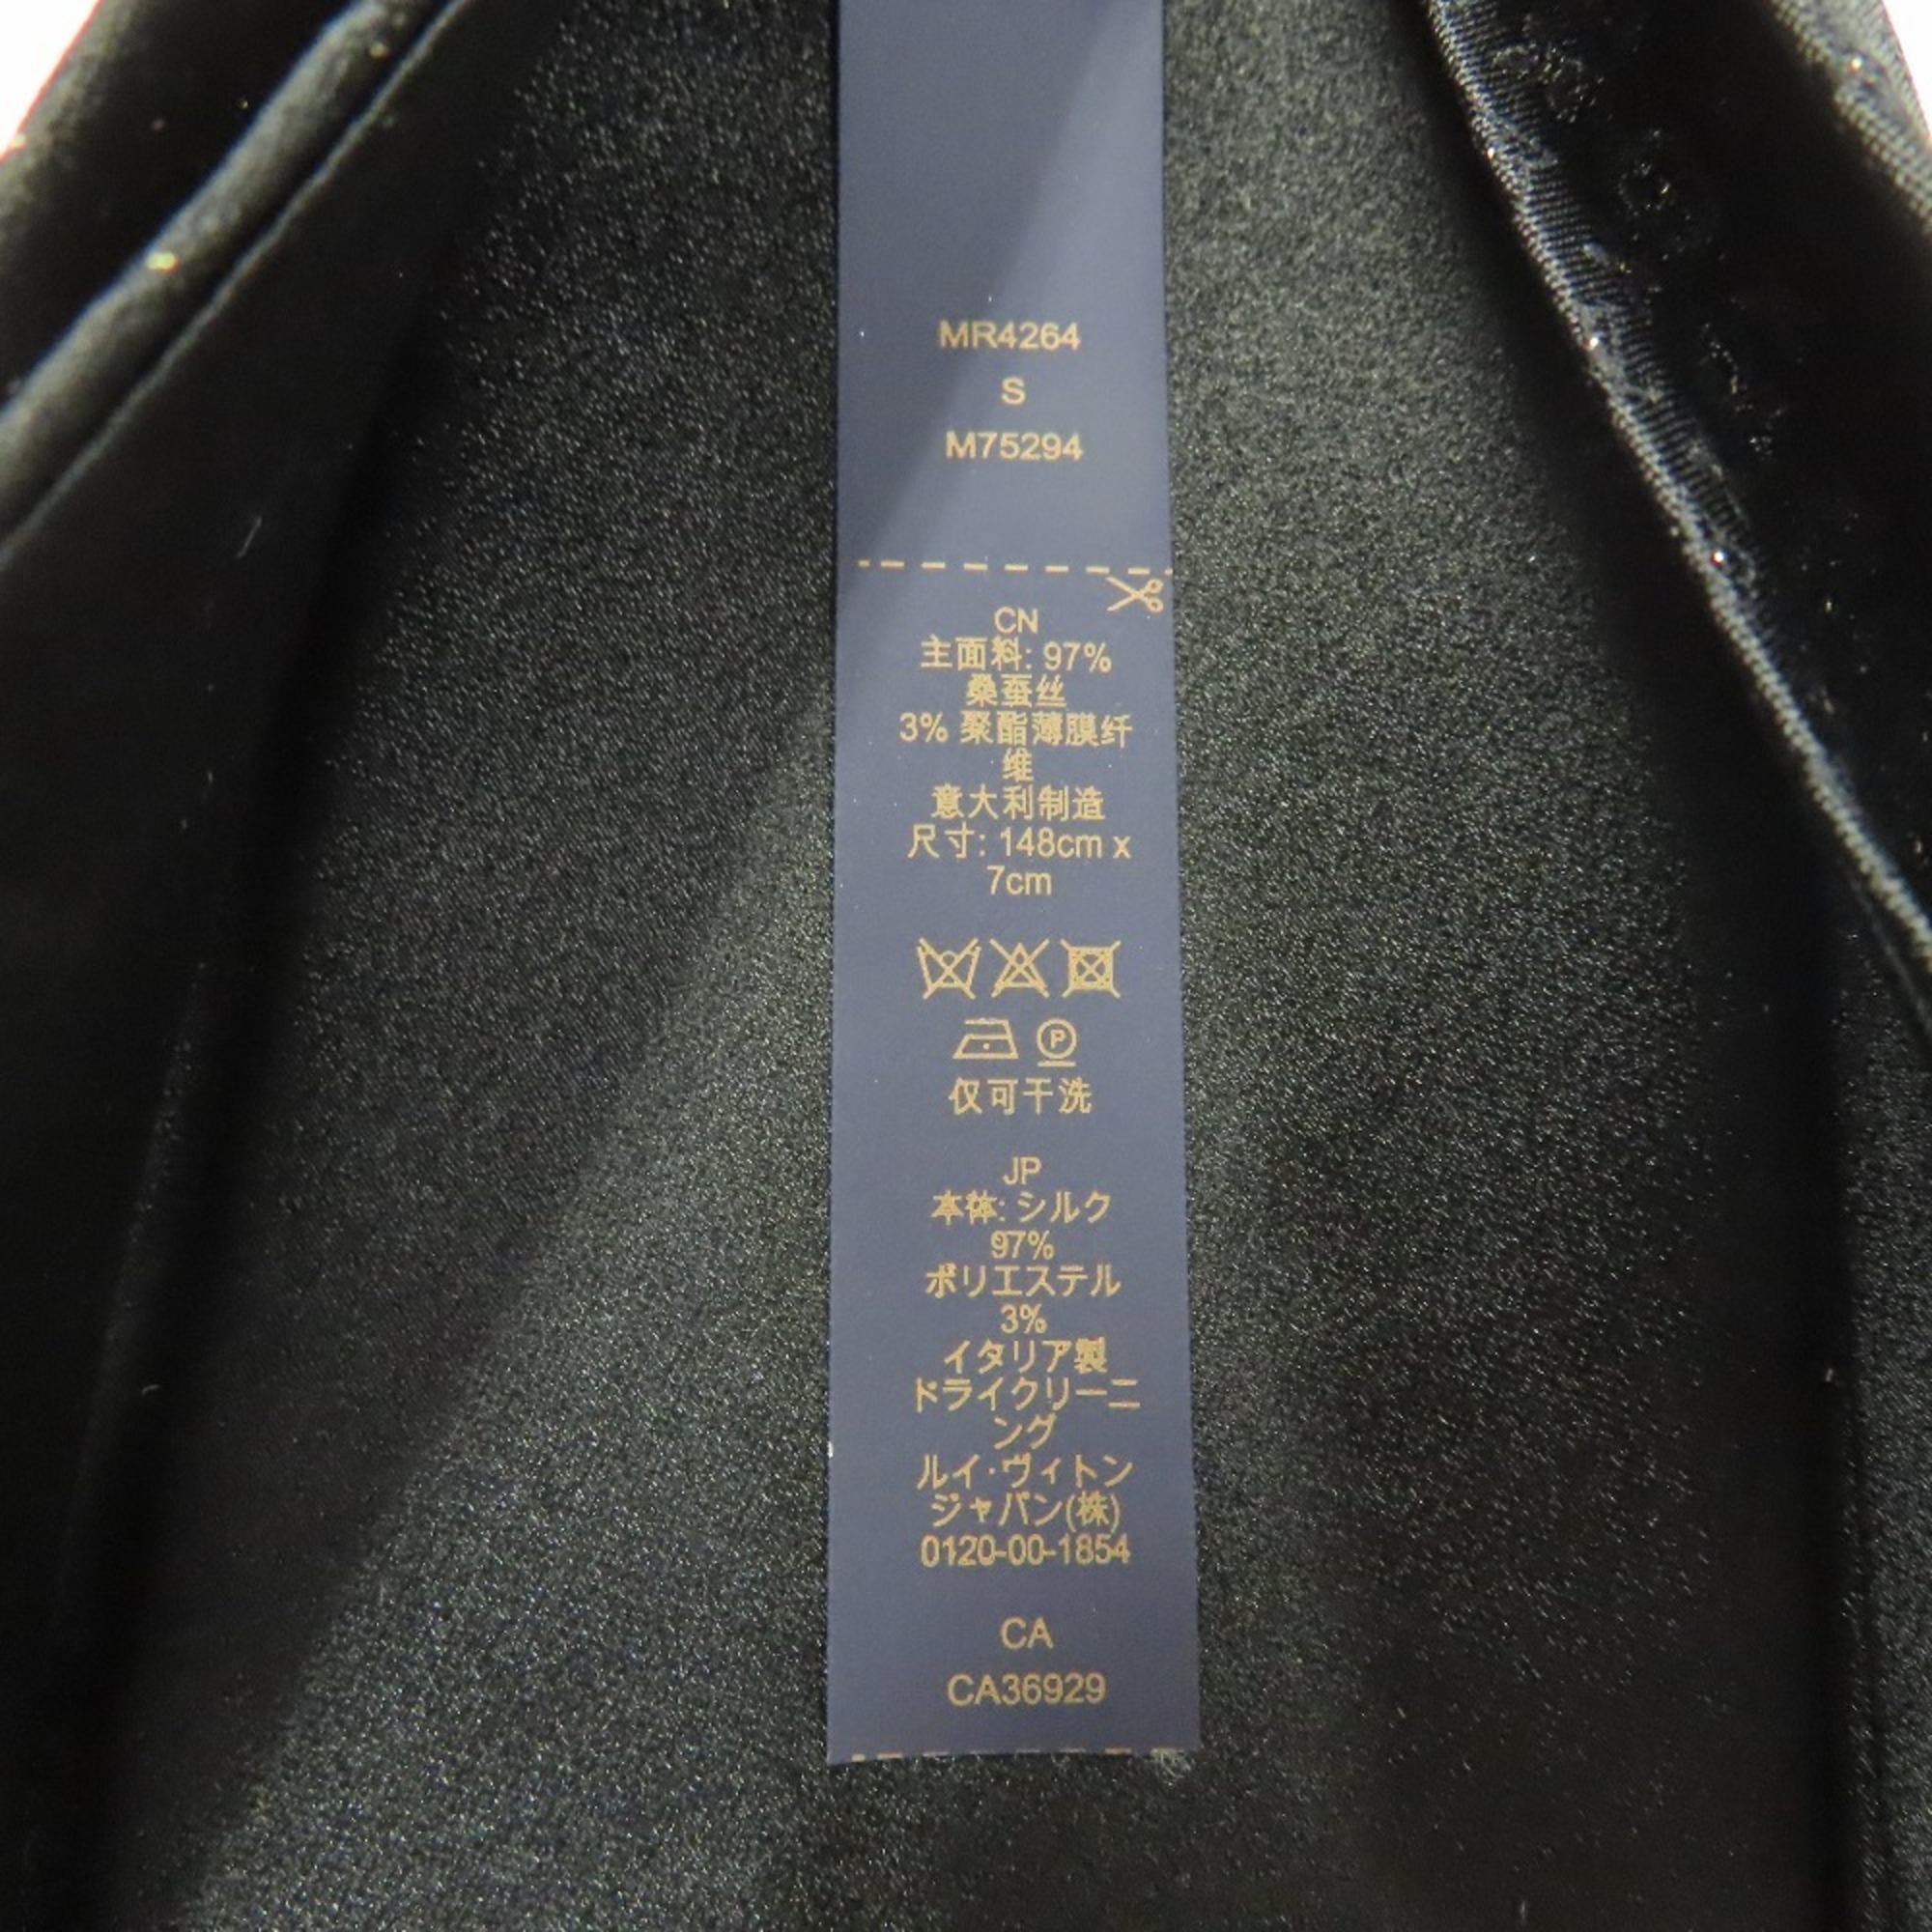 MR4264
S
M75294
CN
主面料: 97%
桑蚕丝
3% 聚酯薄膜纤
维
意大利制造
尺寸: 148cm x
7cm
P
仅可干洗
JP
本体: シルク
97%
ポリエステル
3%
イタリア製
ドライクリーニ
ング
ルイ·ヴィトン
ジャパン(株)
0120-00-1854
CA
CA36929